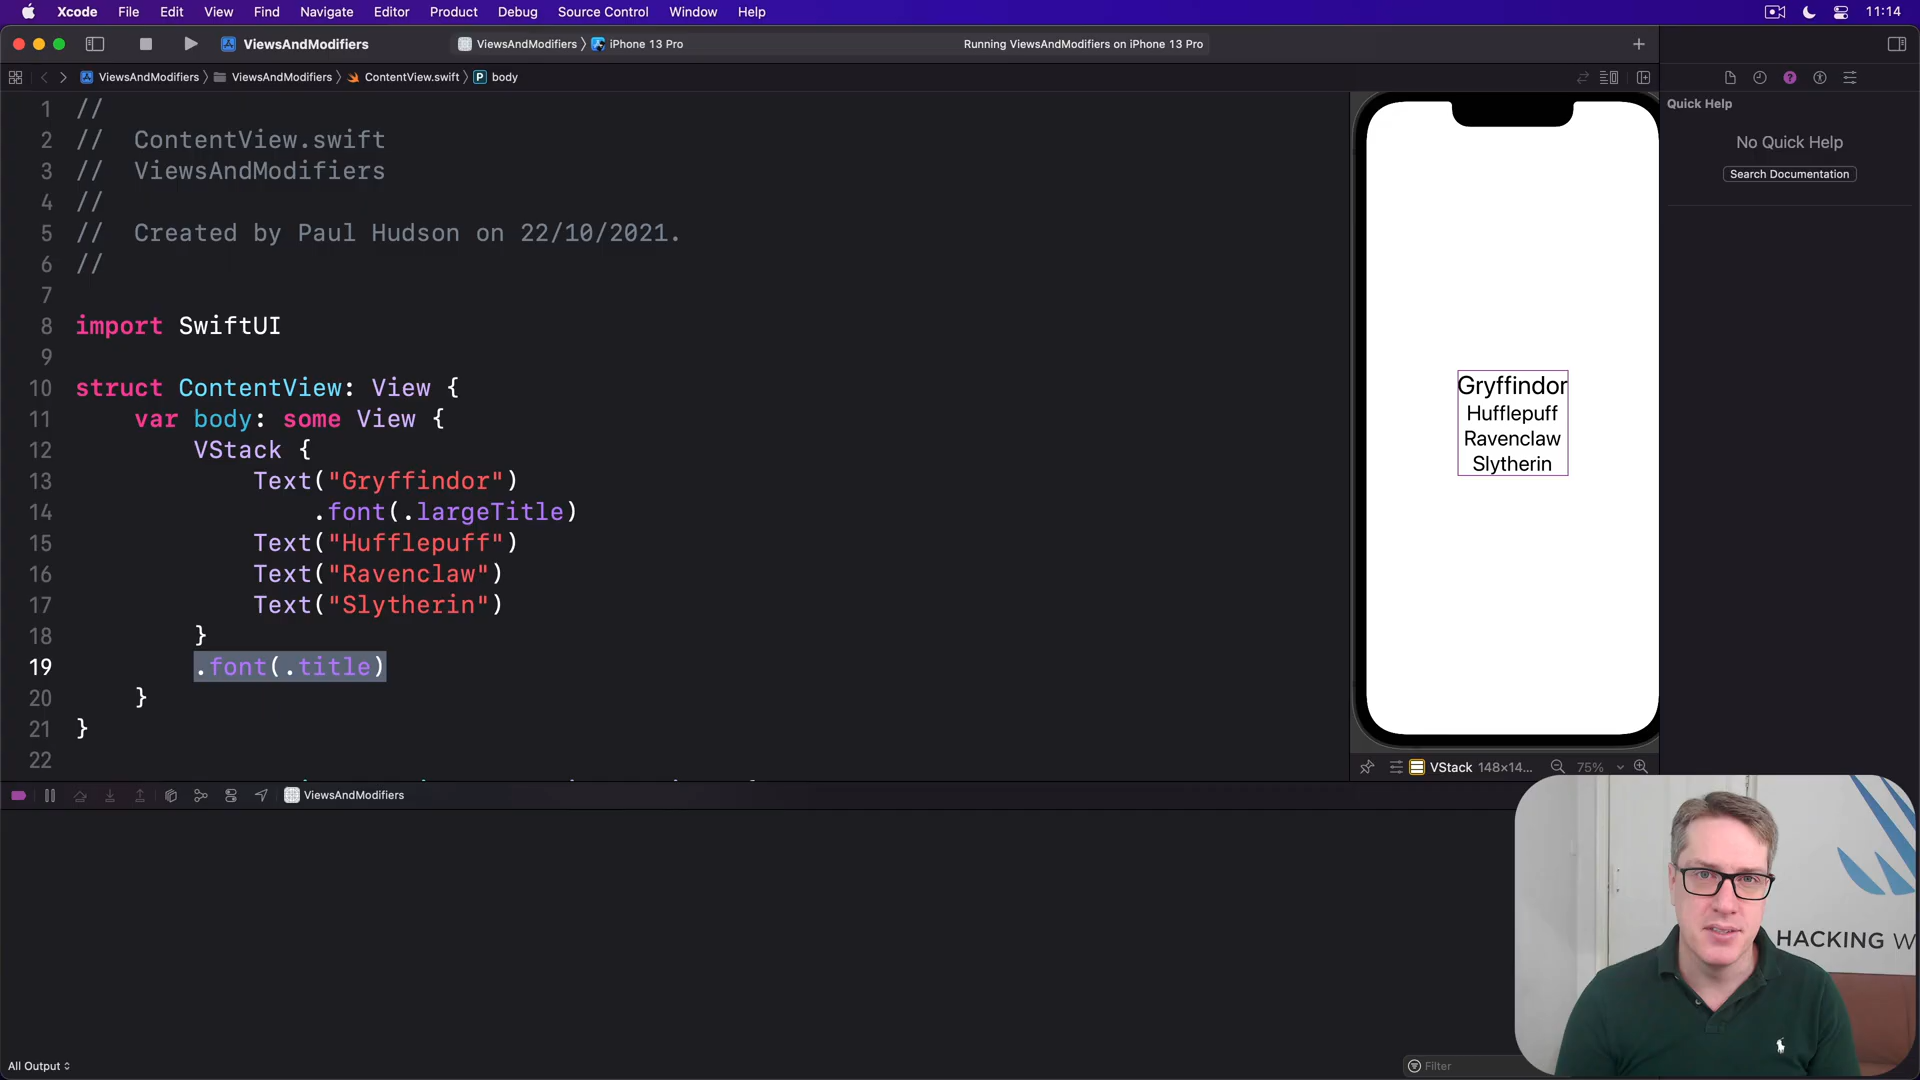 Xcode File Edit View Find Navigate Editor Product Debug Source Control Window Help 11:14
ViewsAndModifiers ViewsAndModifiers iPhone 13 Pro Running ViewsAndModifiers on iPhone 13 Pro
ViewsAndModifiers ViewsAndModifiers ContentView.swift P body
Quick Help
No Quick Help
Search Documentation
1 //
2 //  ContentView.swift
3 //  ViewsAndModifiers
4 //
5 //  Created by Paul Hudson on 22/10/2021.
6 //
7
8 import SwiftUI
9
10 struct ContentView: View {
11     var body: some View {
12         VStack {
13             Text("Gryffindor")
14                 .font(.largeTitle)
15             Text("Hufflepuff")
16             Text("Ravenclaw")
17             Text("Slytherin")
18         }
19         .font(.title)
20     }
21 }
22
Gryffindor
Hufflepuff
Ravenclaw
Slytherin
VStack 148×14... 75%
ViewsAndModifiers
HACKING W
All Output
Filter